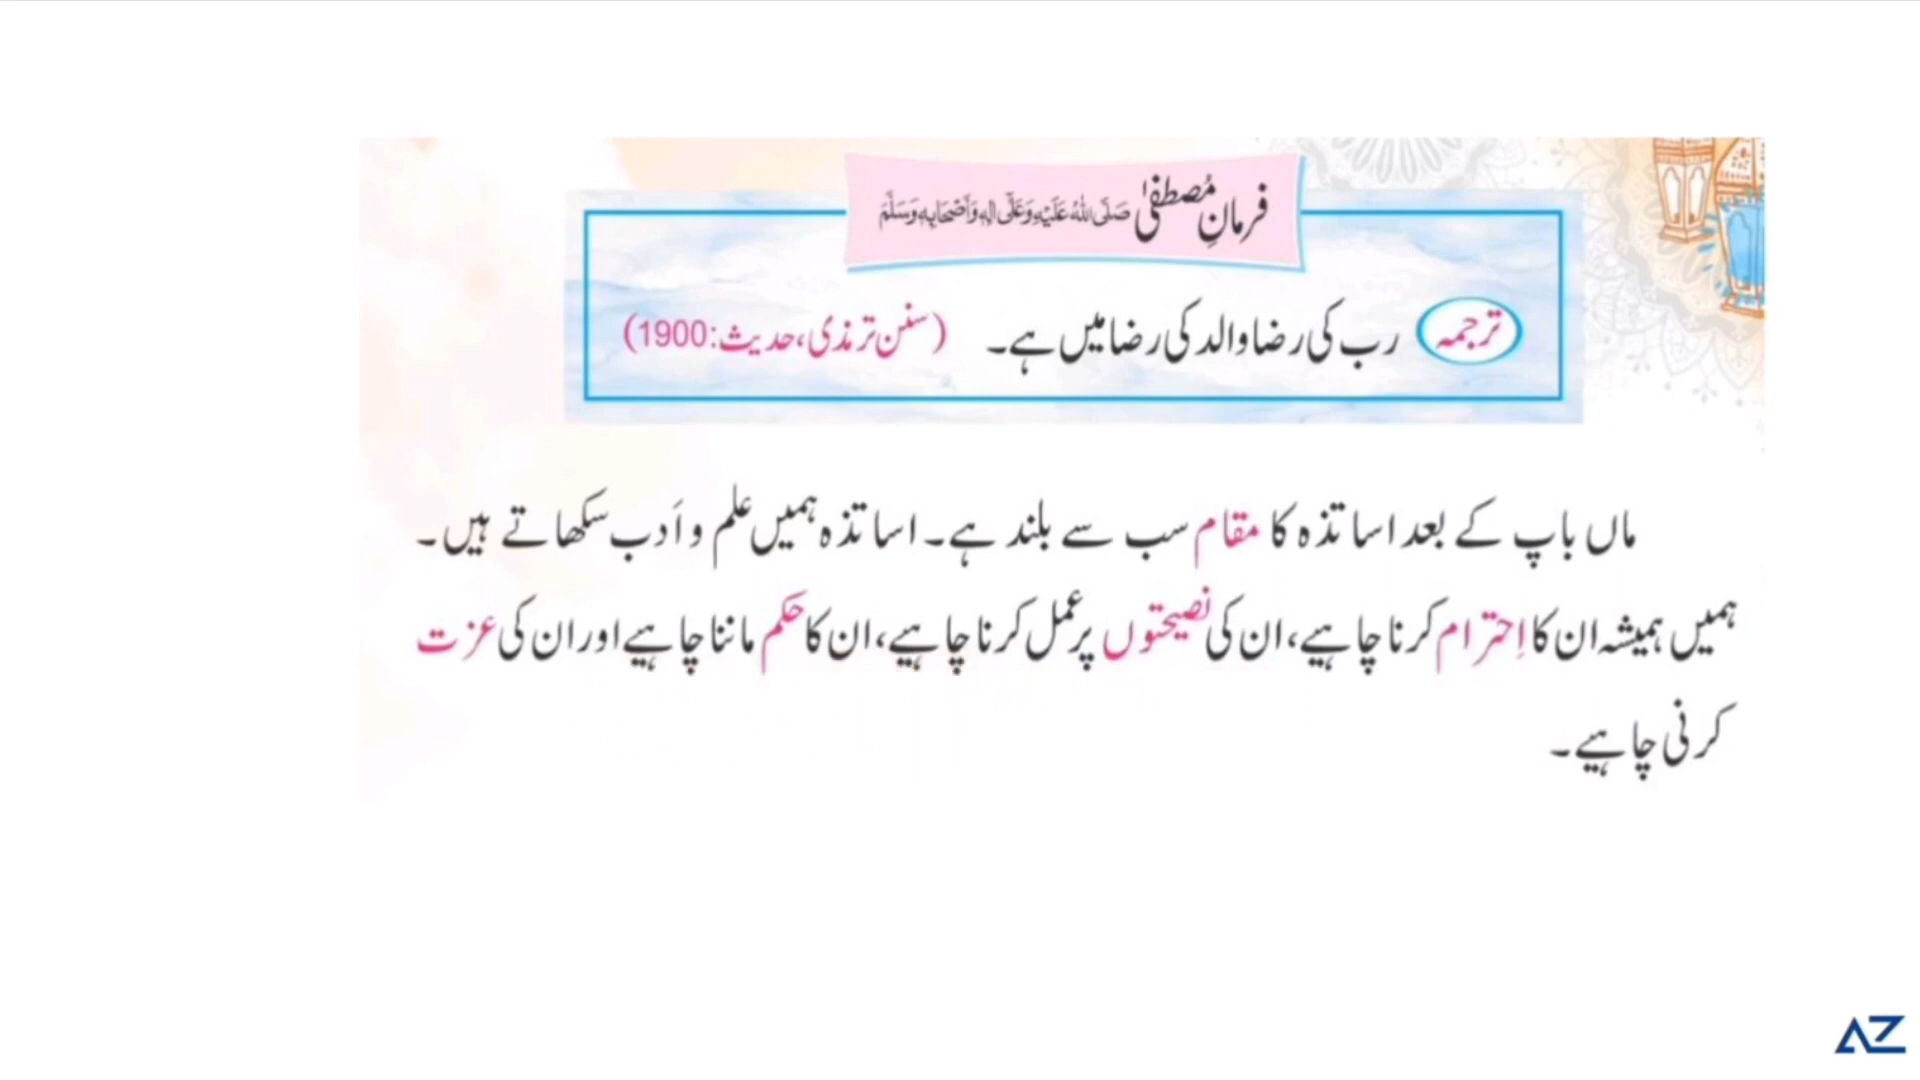 فرمانِ مُصطفیٰ صَلَّی اللہُ عَلَیْہِ وَعَلٰٓی اٰلِہٖ وَاَصْحَابِہٖ وَسَلَّمَ
ترجمہ رب کی رضا والد کی رضا میں ہے۔ (سنن ترمذی، حدیث: 1900)
ماں باپ کے بعد اساتذہ کا مقام سب سے بلند ہے۔ اساتذہ ہمیں علم و اَدب سکھاتے ہیں۔
ہمیں ہمیشہ ان کا اِحترام کرنا چاہیے، ان کی نصیحتوں پر عمل کرنا چاہیے، ان کا حکم ماننا چاہیے اور ان کی عزت
کرنی چاہیے۔
AZ